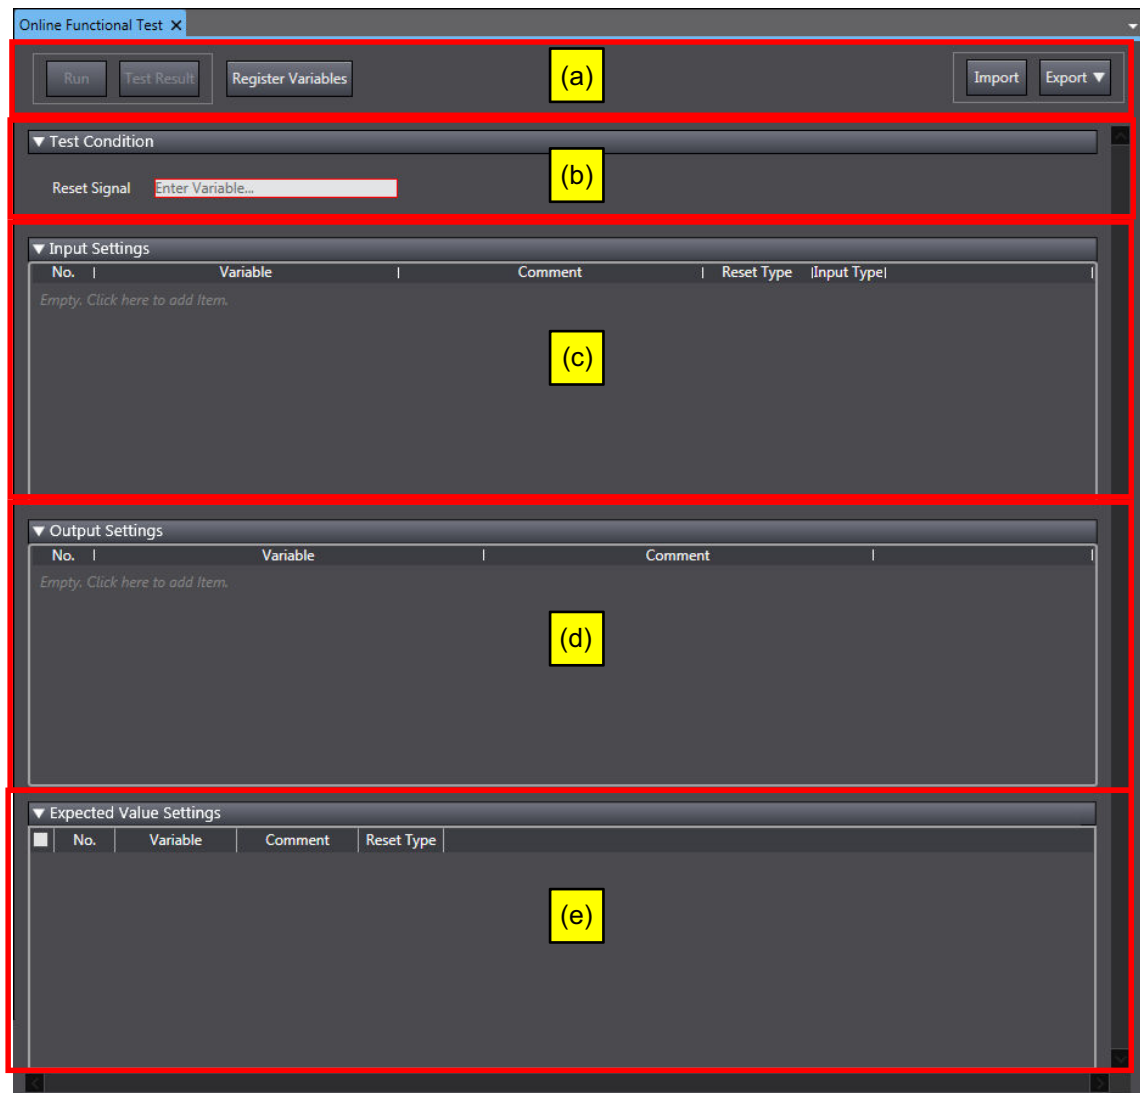 Online Functional Test
Run Test Result Register Variables (a) Import Export ▼
▼ Test Condition
(b)
Reset Signal Enter Variable...
▼ Input Settings
No. Variable Comment Reset Type Input Type
Empty. Click here to add Item.
(c)
▼ Output Settings
No. Variable Comment
Empty. Click here to add Item.
(d)
▼ Expected Value Settings
No. Variable Comment Reset Type
(e)